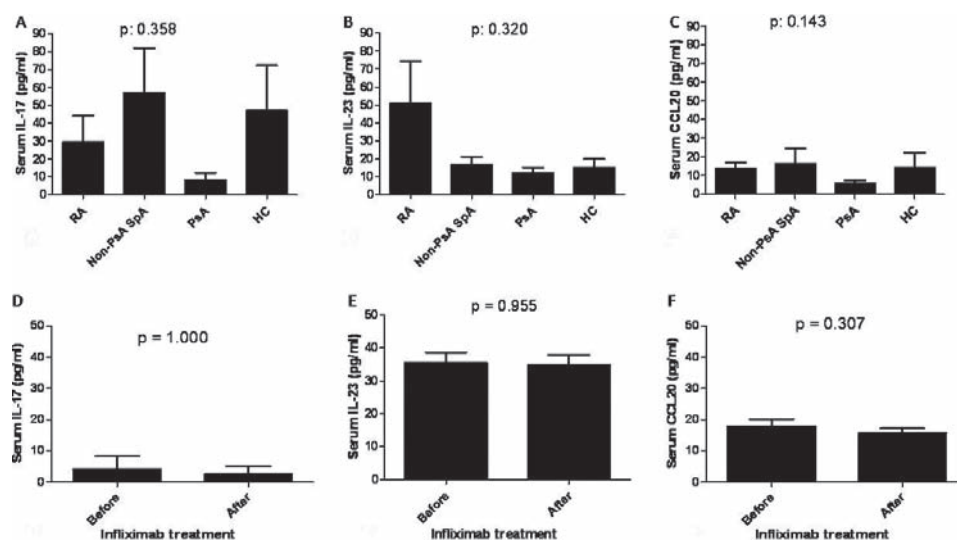 A
p: 0.358
Serum IL-17 (pg/ml)
90
80
70
60
50
40
30
20
10
0
RA
Non-PsA SpA
PsA
HC
B
p: 0.320
Serum IL-23 (pg/ml)
90
80
70
60
50
40
30
20
10
0
RA
Non-PsA SpA
PsA
HC
C
p: 0.143
Serum CCL20 (pg/ml)
90
80
70
60
50
40
30
20
10
0
RA
Non-PsA SpA
PsA
HC
D
p = 1.000
Serum IL-17 (pg/ml)
50
40
30
20
10
0
Before
After
Infliximab treatment
E
p = 0.955
Serum IL-23 (pg/ml)
50
40
30
20
10
0
Before
After
Infliximab treatment
F
p = 0.307
Serum CCL20 (pg/ml)
50
40
30
20
10
0
Before
After
Infliximab treatment